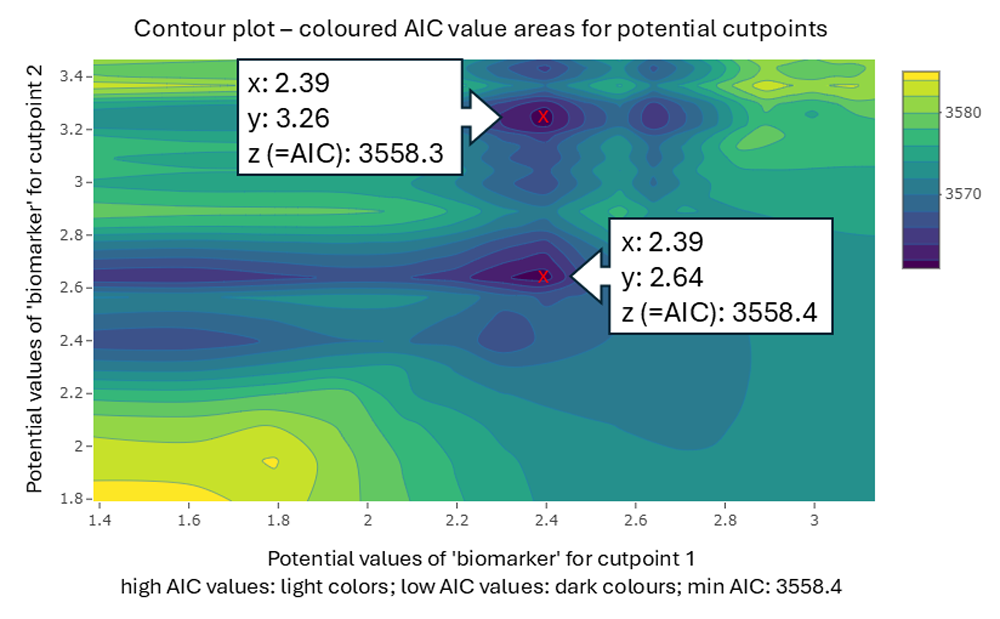 Contour plot – coloured AIC value areas for potential cutpoints
Potential values of 'biomarker' for cutpoint 2
3.4
3.2
3
2.8
2.6
2.4
2.2
2
1.8
x: 2.39
y: 3.26
z (=AIC): 3558.3
X
x: 2.39
y: 2.64
z (=AIC): 3558.4
X
3580
3570
1.4
1.6
1.8
2
2.2
2.4
2.6
2.8
3
Potential values of 'biomarker' for cutpoint 1
high AIC values: light colors; low AIC values: dark colours; min AIC: 3558.4